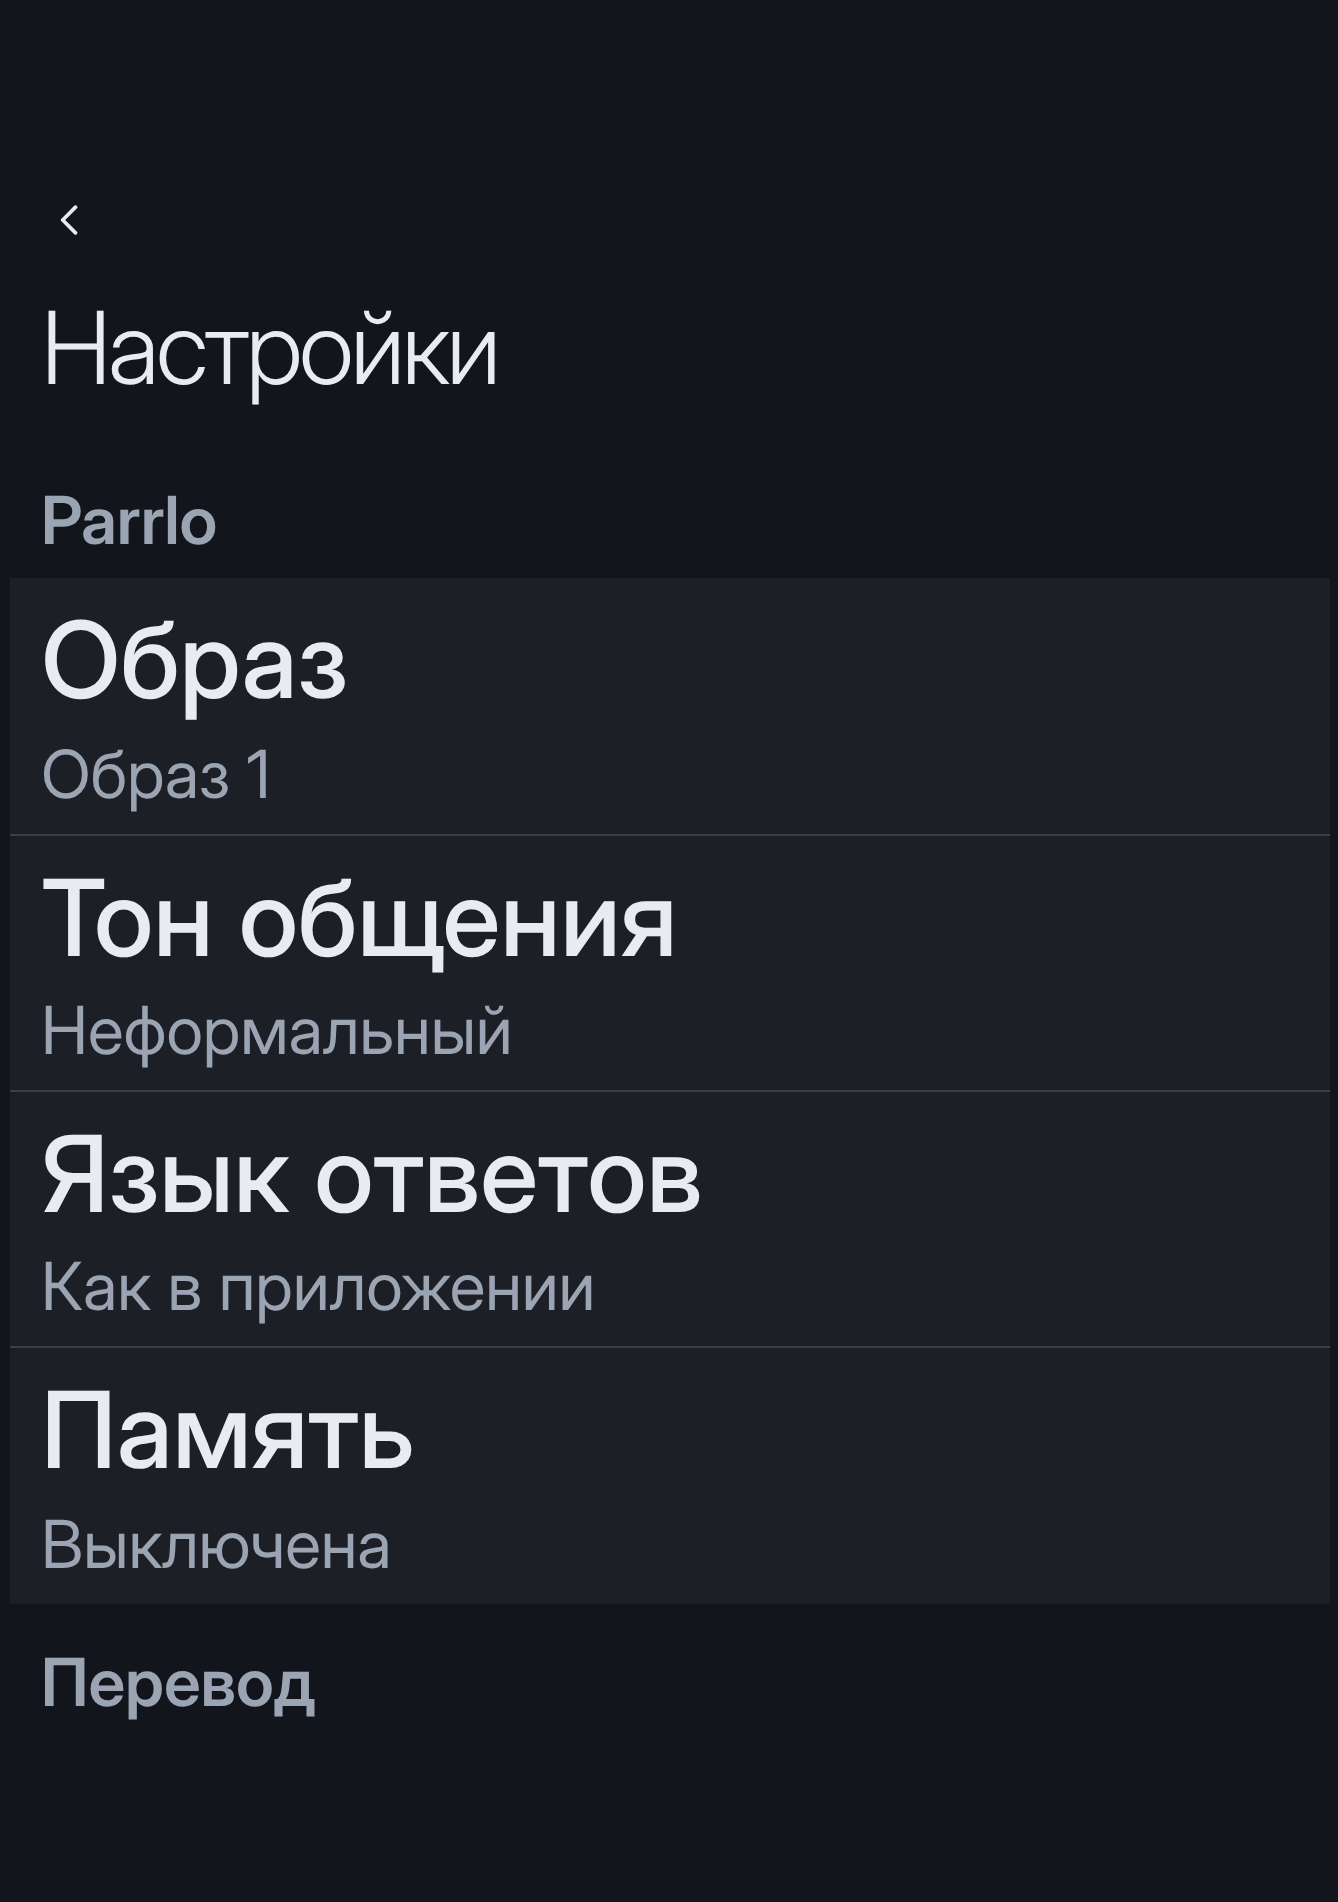 Настройки
Parrlo
Образ
Образ 1
Тон общения
Неформальный
Язык ответов
Как в приложении
Память
Выключена
Перевод